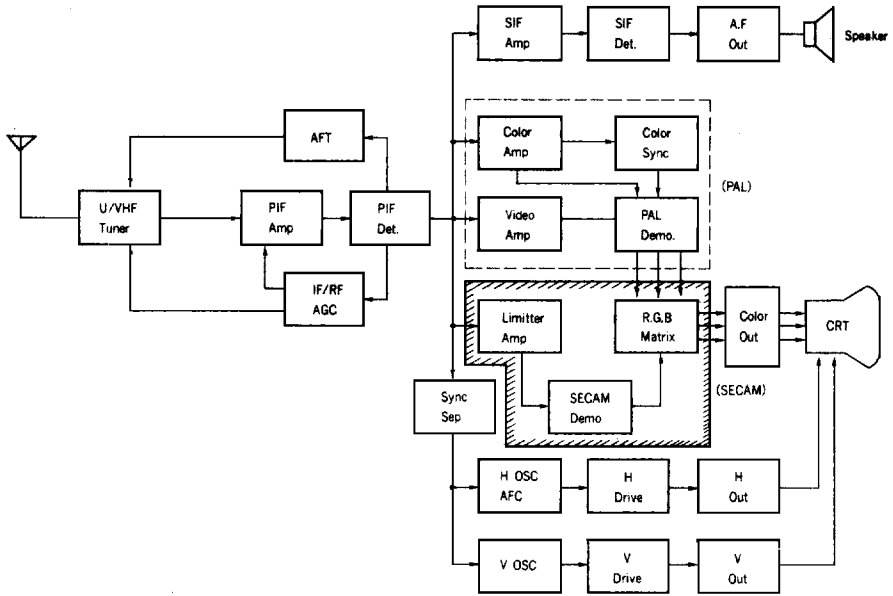 SIF
Amp
SIF
Det.
A.F
Out
Speaker
AFT
Color
Amp
Color
Sync
(PAL)
U/VHF
Tuner
PIF
Amp
PIF
Det.
Video
Amp
PAL
Demo.
IF/RF
AGC
Limitter
Amp
R.G.B
Matrix
Color
Out
CRT
(SECAM)
Sync
Sep
SECAM
Demo
H OSC
AFC
H
Drive
H
Out
V OSC
V
Drive
V
Out